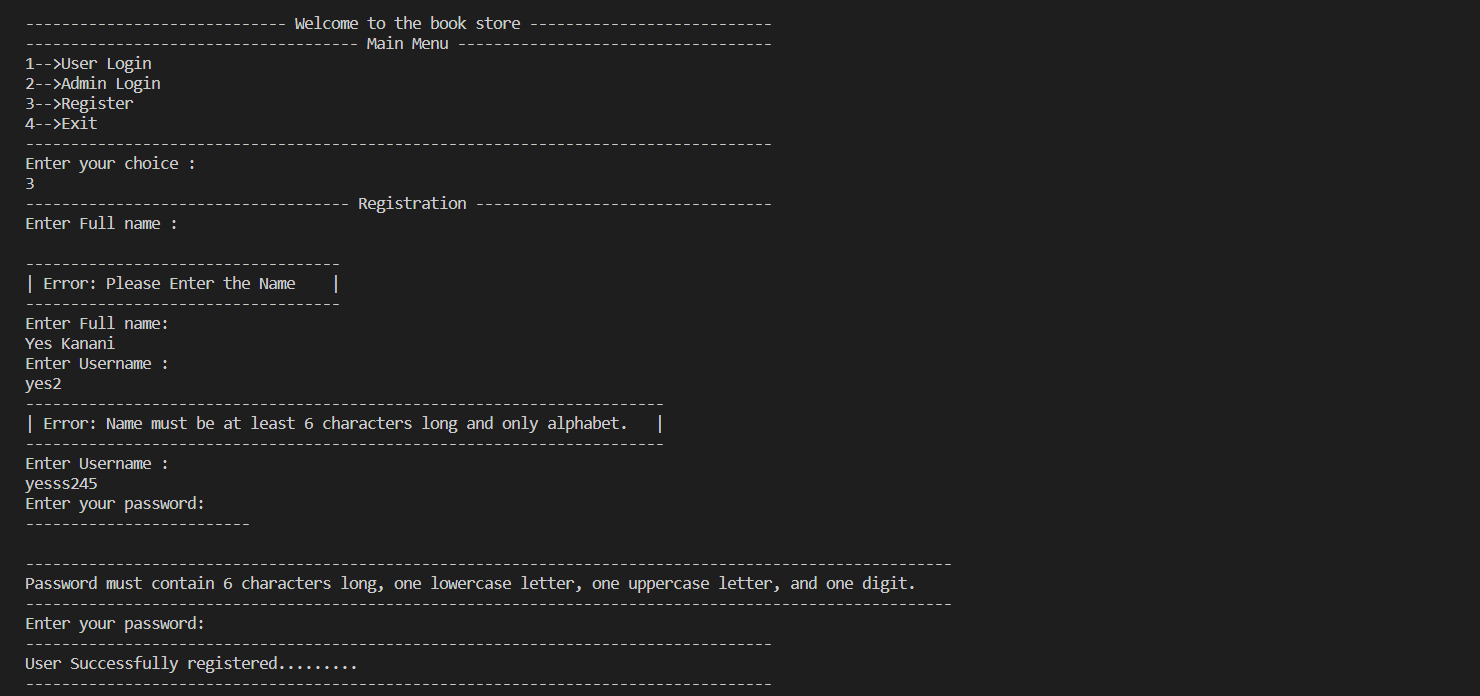 ----------------------------- Welcome to the book store ---------------------------
------------------------------------- Main Menu -----------------------------------
1-->User Login
2-->Admin Login
3-->Register
4-->Exit
-----------------------------------------------------------------------------------
Enter your choice :
3
------------------------------------ Registration ---------------------------------
Enter Full name :
-----------------------------------
| Error: Please Enter the Name    |
-----------------------------------
Enter Full name:
Yes Kanani
Enter Username :
yes2
-----------------------------------------------------------------------
| Error: Name must be at least 6 characters long and only alphabet.   |
-----------------------------------------------------------------------
Enter Username :
yesss245
Enter your password:
-------------------------
-------------------------------------------------------------------------------------------------------
Password must contain 6 characters long, one lowercase letter, one uppercase letter, and one digit.
-------------------------------------------------------------------------------------------------------
Enter your password:
-----------------------------------------------------------------------------------
User Successfully registered.........
-----------------------------------------------------------------------------------